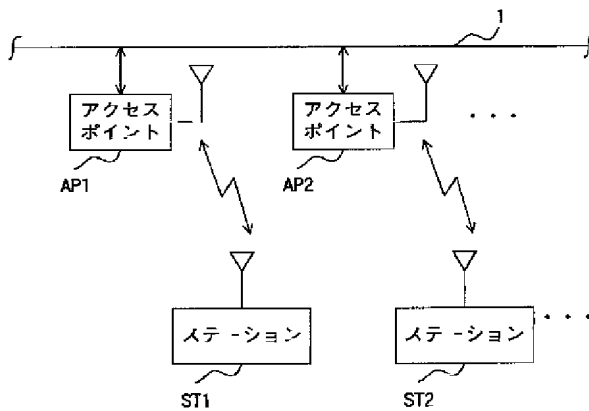 1
アクセス
ポイント
アクセス
ポイント
. . .
AP1
AP2
ステーション
ステーション
. . .
ST1
ST2